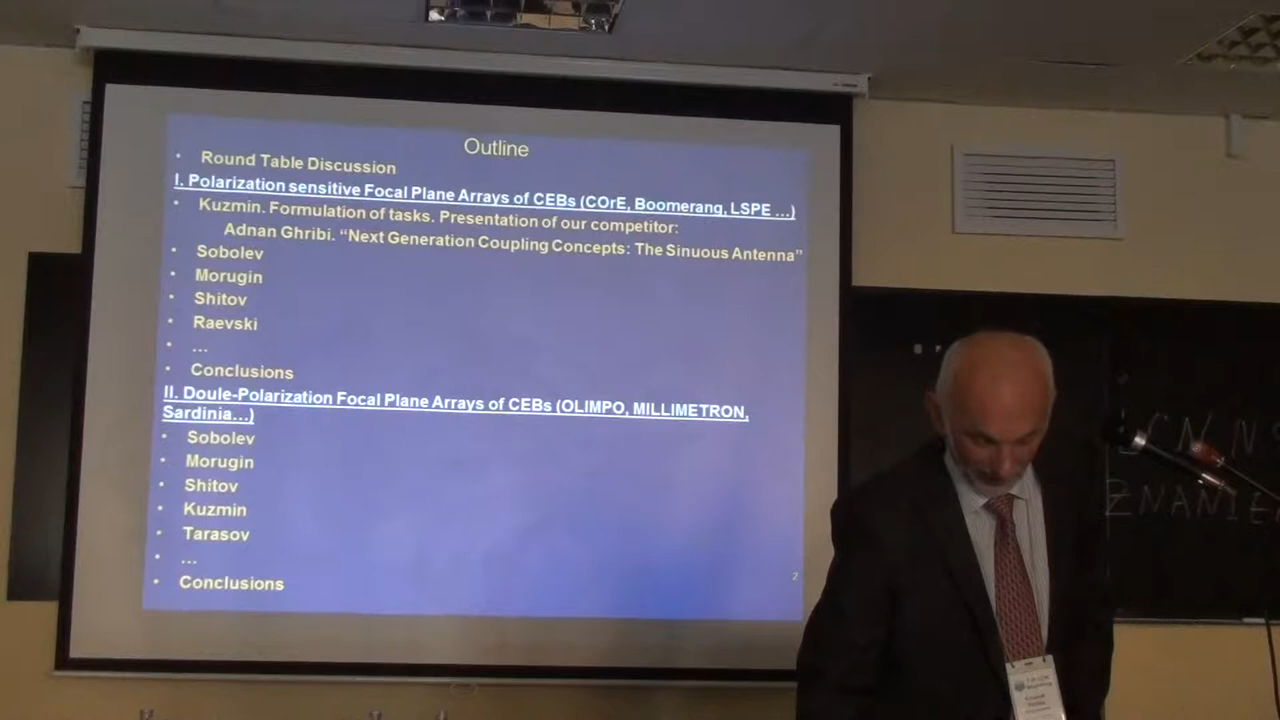 Outline
• Round Table Discussion
I. Polarization sensitive Focal Plane Arrays of CEBs (COrE, Boomerang, LSPE ...)
• Kuzmin. Formulation of tasks. Presentation of our competitor:
Adnan Ghribi. “Next Generation Coupling Concepts: The Sinuous Antenna”
• Sobolev
• Morugin
• Shitov
• Raevski
• ...
• Conclusions
II. Doule-Polarization Focal Plane Arrays of CEBs (OLIMPO, MILLIMETRON,
Sardinia...)
• Sobolev
• Morugin
• Shitov
• Kuzmin
• Tarasov
• ...
• Conclusions
2
ZNANIE